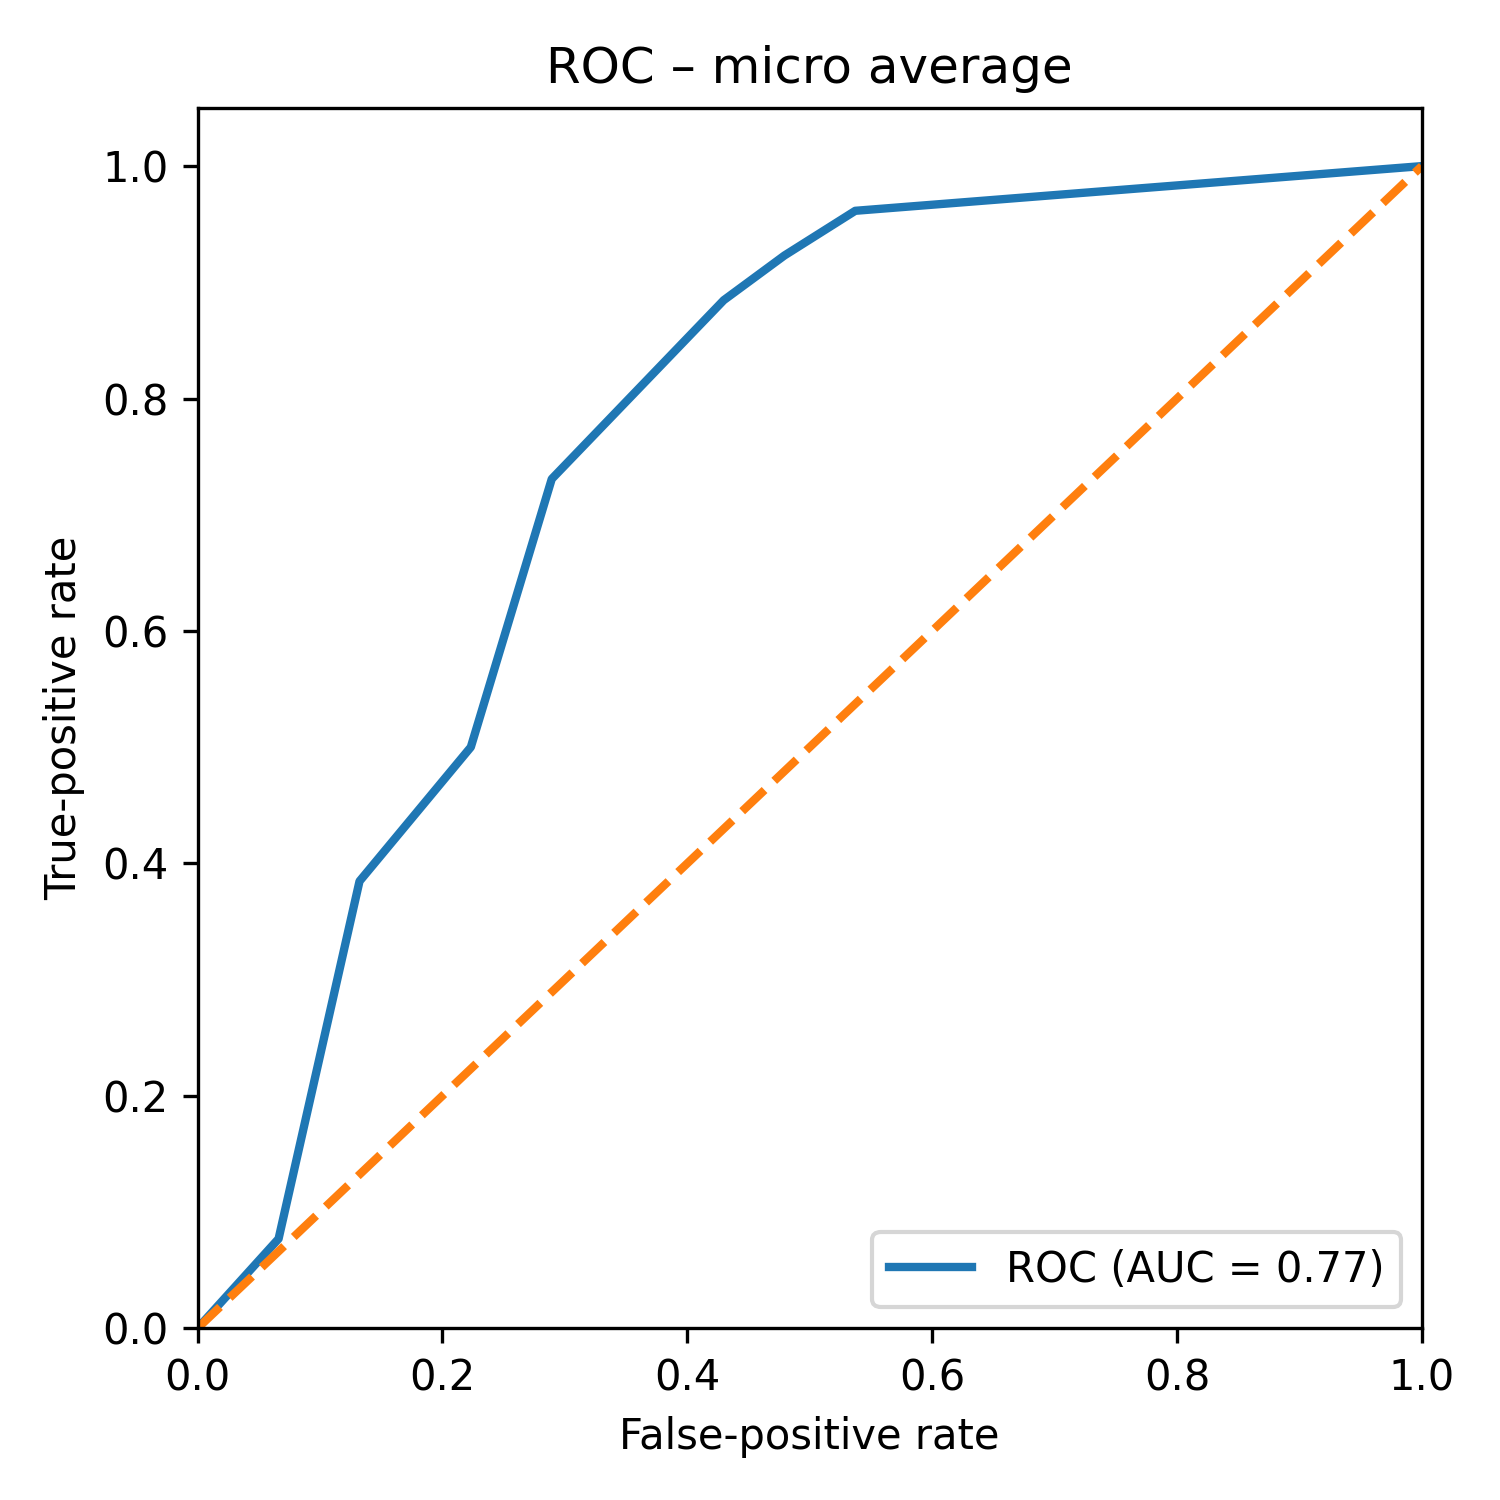 ROC – micro average
1.0
0.8
0.6
0.4
0.2
0.0
True-positive rate
0.0 0.2 0.4 0.6 0.8 1.0
False-positive rate
ROC (AUC = 0.77)